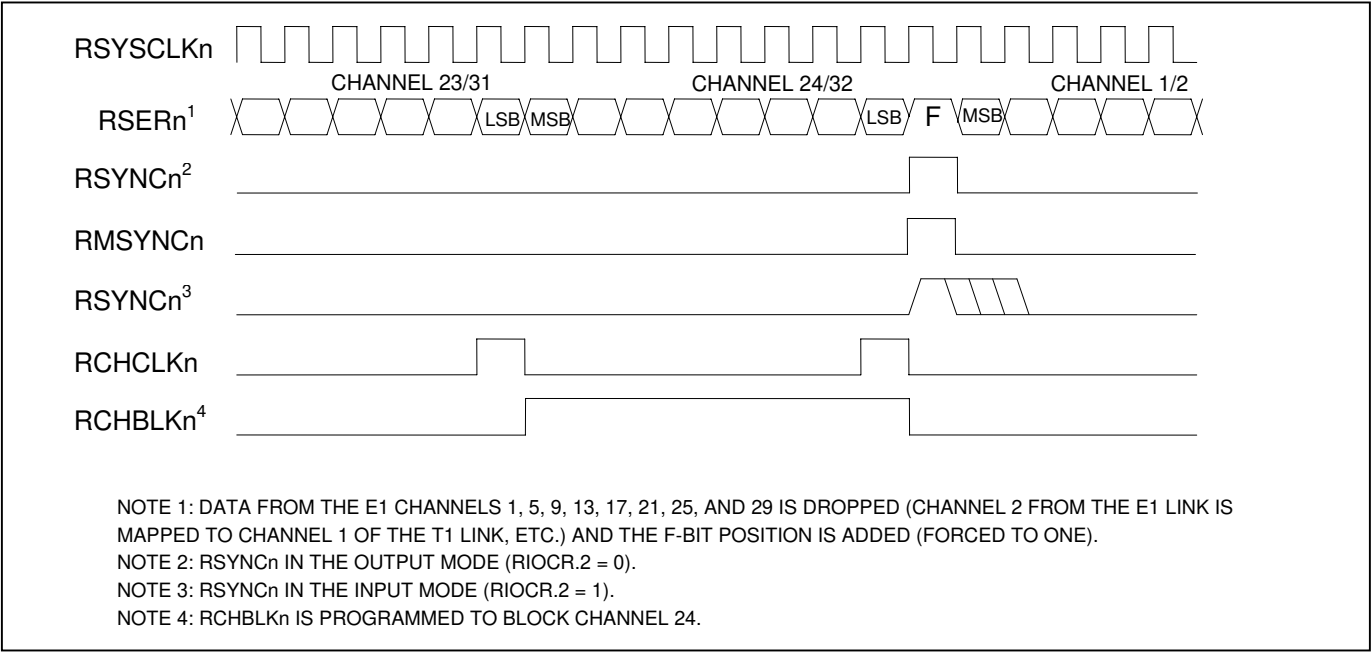 RSYSCLKn
CHANNEL 23/31 CHANNEL 24/32 CHANNEL 1/2
RSERn1 LSB MSB LSB F MSB
RSYNCn2
RMSYNCn
RSYNCn3
RCHCLKn
RCHBLKn4
NOTE 1: DATA FROM THE E1 CHANNELS 1, 5, 9, 13, 17, 21, 25, AND 29 IS DROPPED (CHANNEL 2 FROM THE E1 LINK IS
MAPPED TO CHANNEL 1 OF THE T1 LINK, ETC.) AND THE F-BIT POSITION IS ADDED (FORCED TO ONE).
NOTE 2: RSYNCn IN THE OUTPUT MODE (RIOCR.2 = 0).
NOTE 3: RSYNCn IN THE INPUT MODE (RIOCR.2 = 1).
NOTE 4: RCHBLKn IS PROGRAMMED TO BLOCK CHANNEL 24.